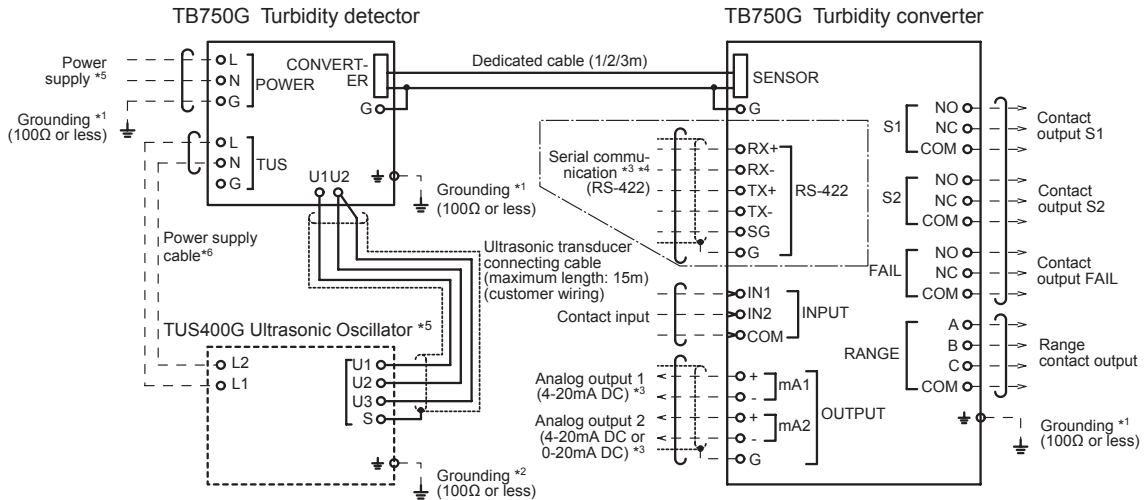 TB750G Turbidity detector
TB750G Turbidity converter
Power
supply *5
L
N
G
POWER
CONVERT-
ER
G
Dedicated cable (1/2/3m)
SENSOR
G
Grounding *1
(100Ω or less)
L
N
G
TUS
U1 U2
Grounding *1
(100Ω or less)
Serial commu-
nication *3 *4
(RS-422)
RX+
RX-
TX+
TX-
SG
G
RS-422
S1
NO
NC
COM
Contact
output S1
S2
NO
NC
COM
Contact
output S2
FAIL
NO
NC
COM
Contact
output FAIL
Power supply
cable*6
Ultrasonic transducer
connecting cable
(maximum length: 15m)
(customer wiring)
Contact input
IN1
IN2
COM
INPUT
RANGE
A
B
C
COM
Range
contact output
TUS400G Ultrasonic Oscillator *5
L2
L1
U1
U2
U3
S
Grounding *2
(100Ω or less)
Analog output 1
(4-20mA DC) *3
Analog output 2
(4-20mA DC or
0-20mA DC) *3
+
-
mA1
+
-
mA2
G
OUTPUT
Grounding *1
(100Ω or less)